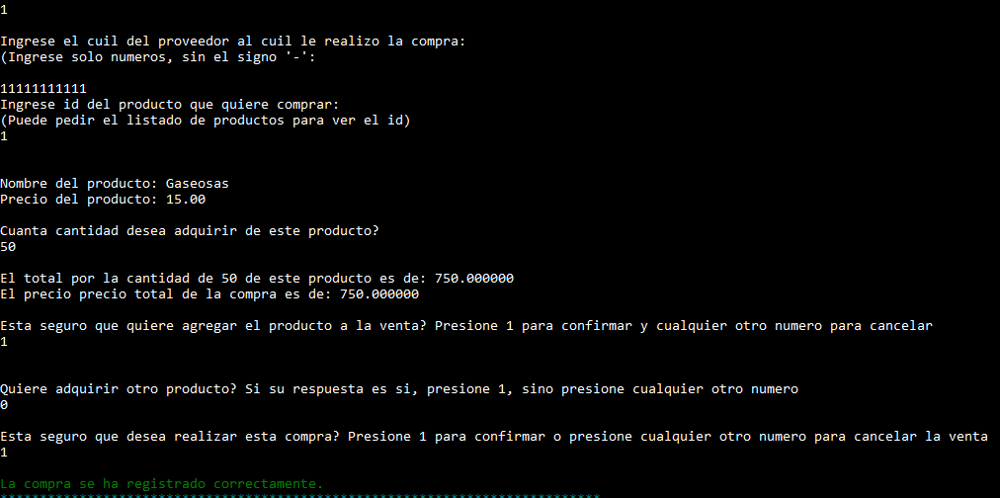 1
Ingrese el cuil del proveedor al cuil le realizo la compra:
(Ingrese solo numeros, sin el signo '-':
11111111111
Ingrese id del producto que quiere comprar:
(Puede pedir el listado de productos para ver el id)
1
Nombre del producto: Gaseosas
Precio del producto: 15.00
Cuanta cantidad desea adquirir de este producto?
50
El total por la cantidad de 50 de este producto es de: 750.000000
El precio precio total de la compra es de: 750.000000
Esta seguro que quiere agregar el producto a la venta? Presione 1 para confirmar y cualquier otro numero para cancelar
1
Quiere adquirir otro producto? Si su respuesta es si, presione 1, sino presione cualquier otro numero
0
Esta seguro que desea realizar esta compra? Presione 1 para confirmar o presione cualquier otro numero para cancelar la venta
1
La compra se ha registrado correctamente.
****************************************************************************